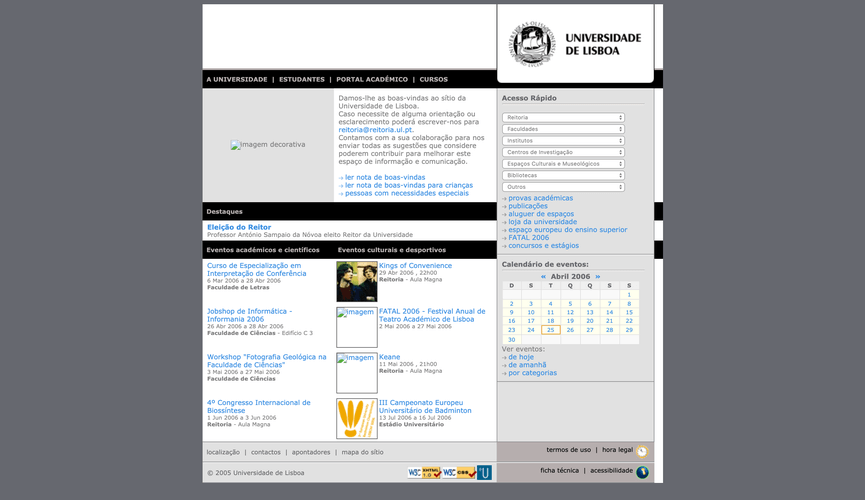 UNIVERSIDADE
DE LISBOA
A UNIVERSIDADE | ESTUDANTES | PORTAL ACADÉMICO | CURSOS
imagem decorativa
Damos-lhe as boas-vindas ao sítio da
Universidade de Lisboa.
Caso necessite de alguma orientação ou
esclarecimento poderá escrever-nos para
reitoria@reitoria.ul.pt.
Contamos com a sua colaboração para nos
enviar todas as sugestões que considere
poderem contribuir para melhorar este
espaço de informação e comunicação.
ler nota de boas-vindas
ler nota de boas-vindas para crianças
pessoas com necessidades especiais
Destaques
Eleição do Reitor
Professor António Sampaio da Nóvoa eleito Reitor da Universidade
Eventos académicos e científicos
Curso de Especialização em
Interpretação de Conferência
6 Mar 2006 a 28 Abr 2006
Faculdade de Letras
Jobshop de Informática -
Informania 2006
26 Abr 2006 a 28 Abr 2006
Faculdade de Ciências - Edifício C 3
Workshop "Fotografia Geológica na
Faculdade de Ciências"
3 Mai 2006 a 27 Mai 2006
Faculdade de Ciências
4º Congresso Internacional de
Biossíntese
1 Jun 2006 a 3 Jun 2006
Reitoria - Aula Magna
Eventos culturais e desportivos
Kings of Convenience
29 Abr 2006 , 22h00
Reitoria - Aula Magna
imagem
FATAL 2006 - Festival Anual de
Teatro Académico de Lisboa
2 Mai 2006 a 27 Mai 2006
imagem
Keane
11 Mai 2006 , 21h00
Reitoria - Aula Magna
III Campeonato Europeu
Universitário de Badminton
13 Jul 2006 a 16 Jul 2006
Estádio Universitário
Acesso Rápido
Reitoria
Faculdades
Institutos
Centros de Investigação
Espaços Culturais e Museológicos
Bibliotecas
Outros
provas académicas
publicações
aluguer de espaços
loja da universidade
espaço europeu do ensino superior
FATAL 2006
concursos e estágios
Calendário de eventos:
« Abril 2006 »
D S T Q Q S S
1
2 3 4 5 6 7 8
9 10 11 12 13 14 15
16 17 18 19 20 21 22
23 24 25 26 27 28 29
30
Ver eventos:
de hoje
de amanhã
por categorias
localização | contactos | apontadores | mapa do sítio
termos de uso | hora legal
© 2005 Universidade de Lisboa
W3C XHTML 1.0
W3C CSS
U
ficha técnica | acessibilidade